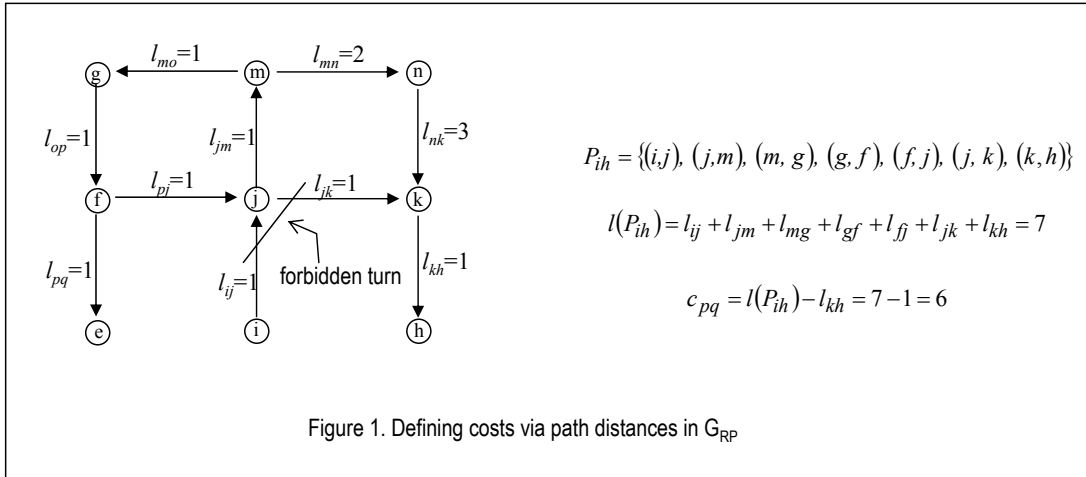 l_mo=1
l_mn=2
g
m
n
l_op=1
l_jm=1
l_nk=3
P_ih = {(i,j), (j,m), (m, g), (g, f), (f, j), (j, k), (k, h)}
l_pj=1
l_jk=1
f
j
k
l(P_ih) = l_ij + l_jm + l_mg + l_gf + l_fj + l_jk + l_kh = 7
l_pq=1
l_ij=1
forbidden turn
l_kh=1
c_pq = l(P_ih) − l_kh = 7 − 1 = 6
e
i
h
Figure 1. Defining costs via path distances in G_RP